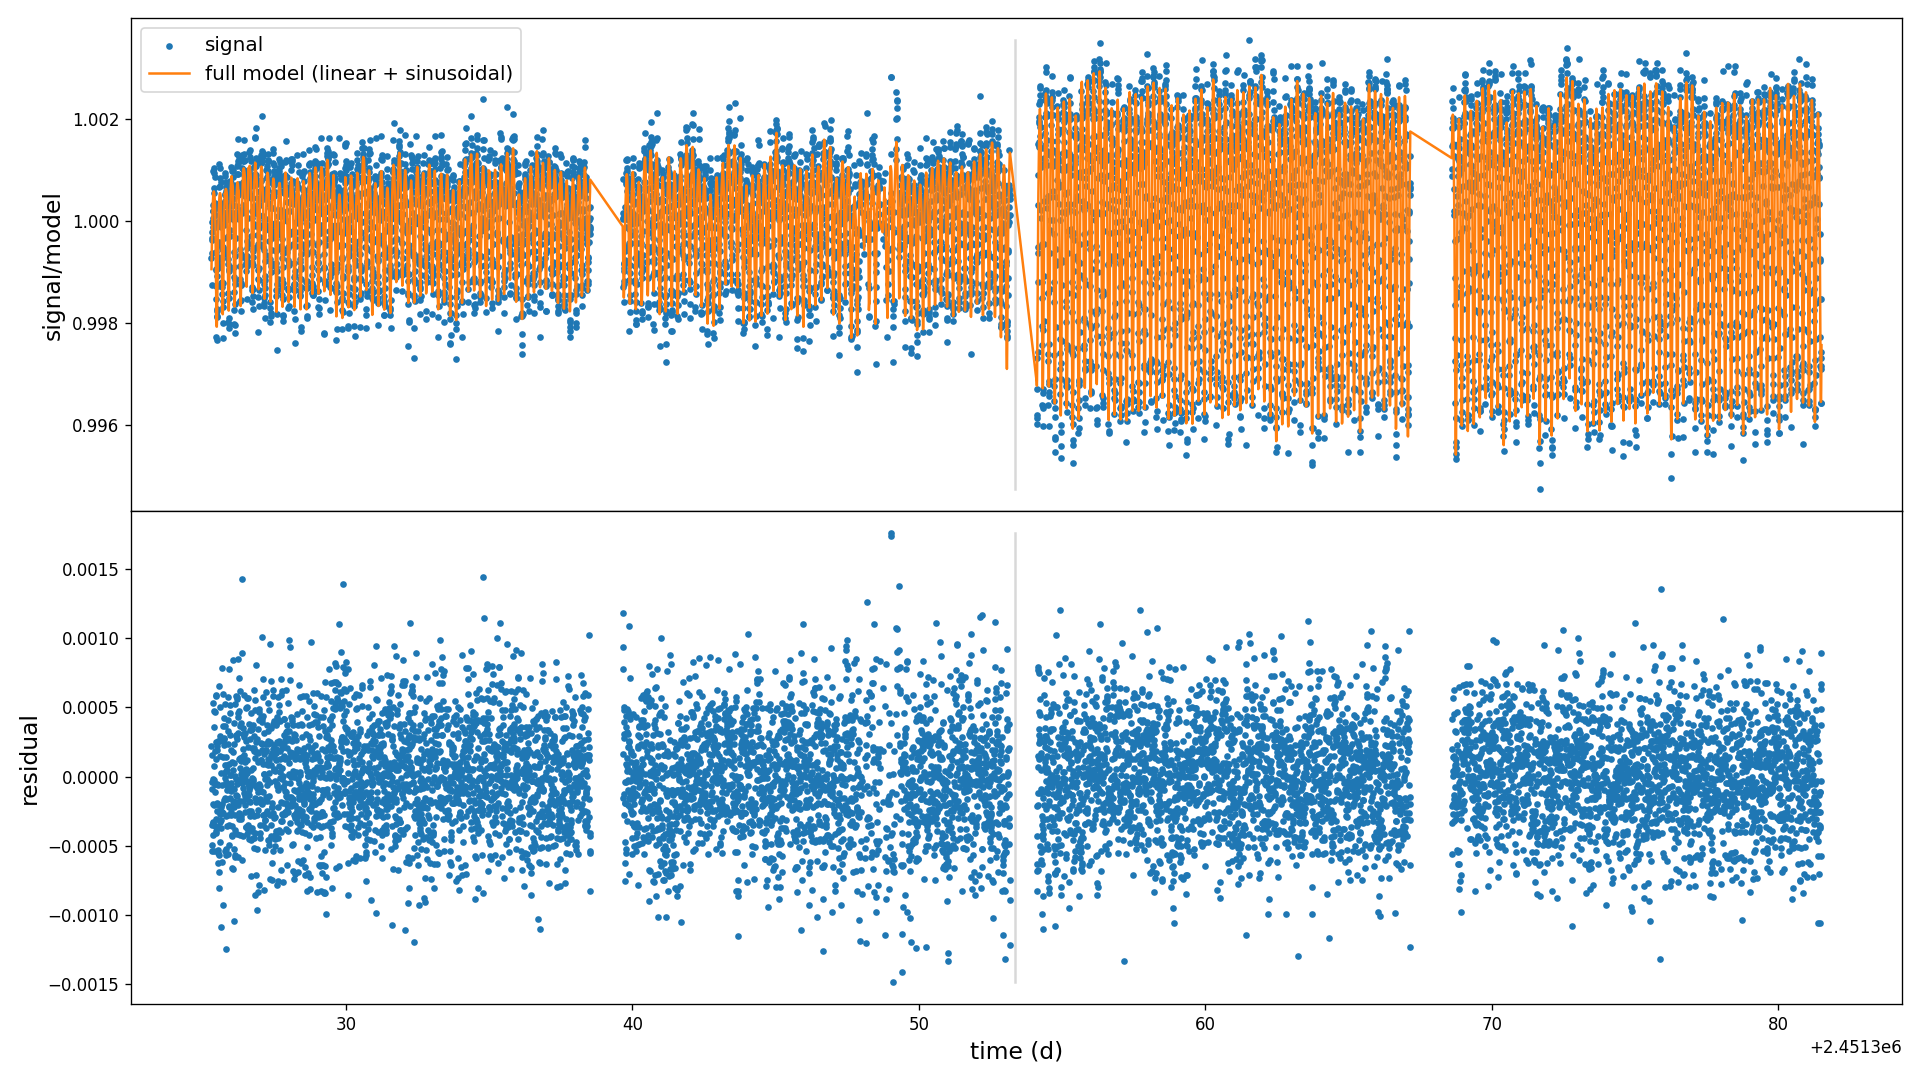 signal
full model (linear + sinusoidal)
signal/model
1.002
1.000
0.998
0.996
residual
0.0015
0.0010
0.0005
0.0000
−0.0005
−0.0010
−0.0015
30
40
50
60
70
80
time (d)
+2.4513e6